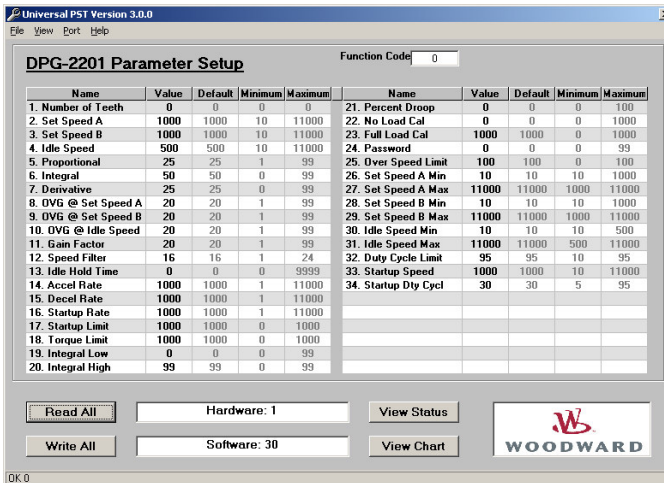 Universal PST Version 3.0.0
File View Port Help
DPG-2201 Parameter Setup
Function Code 0
Name Value Default Minimum Maximum
1. Number of Teeth 0 0 0 0
2. Set Speed A 1000 1000 10 11000
3. Set Speed B 1000 1000 10 11000
4. Idle Speed 500 500 10 11000
5. Proportional 25 25 1 99
6. Integral 50 50 0 99
7. Derivative 25 25 0 99
8. OVG @ Set Speed A 20 20 1 99
9. OVG @ Set Speed B 20 20 1 99
10. OVG @ Idle Speed 20 20 1 99
11. Gain Factor 20 20 1 99
12. Speed Filter 16 16 1 24
13. Idle Hold Time 0 0 0 9999
14. Accel Rate 1000 1000 1 11000
15. Decel Rate 1000 1000 1 11000
16. Startup Rate 1000 1000 1 11000
17. Startup Limit 1000 1000 0 1000
18. Torque Limit 1000 1000 0 1000
19. Integral Low 0 0 0 99
20. Integral High 99 99 0 99
Name Value Default Minimum Maximum
21. Percent Droop 0 0 0 100
22. No Load Cal 0 0 0 1000
23. Full Load Cal 1000 1000 0 1000
24. Password 0 0 0 99
25. Over Speed Limit 100 100 0 100
26. Set Speed A Min 10 10 10 1000
27. Set Speed A Max 11000 11000 1000 11000
28. Set Speed B Min 10 10 10 1000
29. Set Speed B Max 11000 11000 1000 11000
30. Idle Speed Min 10 10 10 500
31. Idle Speed Max 11000 11000 500 11000
32. Duty Cycle Limit 95 95 10 95
33. Startup Speed 1000 1000 10 11000
34. Startup Dty Cycl 30 30 5 95
Read All
Hardware: 1
View Status
Write All
Software: 30
View Chart
WOODWARD
OK 0